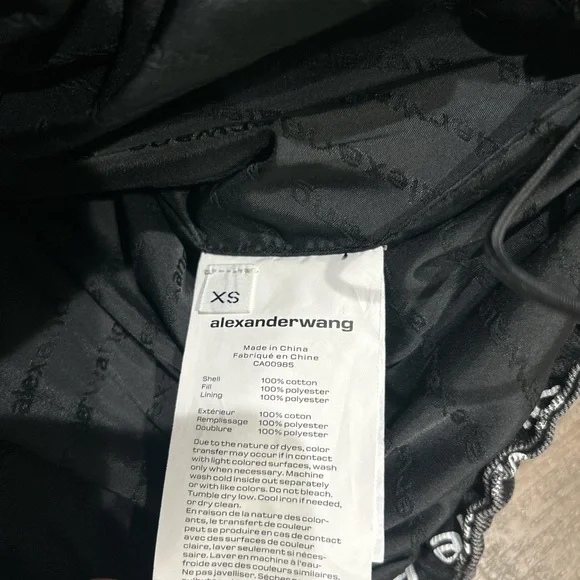 XS
alexanderwang
Made in China
Fabriqué en Chine
CA00985
Shell 100% cotton
Fill 100% polyester
Lining 100% polyester
Extérieur 100% coton
Remplissage 100% polyester
Doublure 100% polyester
Due to the nature of dyes, color
transfer may occur if in contact
with light colored surfaces, wash
only when necessary. Machine
wash cold inside out separately
or with like colors. Do not bleach.
Tumble dry low. Cool iron if needed,
or dry clean.
En raison de la nature des color-
ants, le transfert de couleur
peut se produire en cas de contact
avec des surfaces de couleur
claire, laver seulement si néces-
saire. Laver en machine à l'eau
froide avec des couleurs similaires.
Ne pas javelliser. Sécher